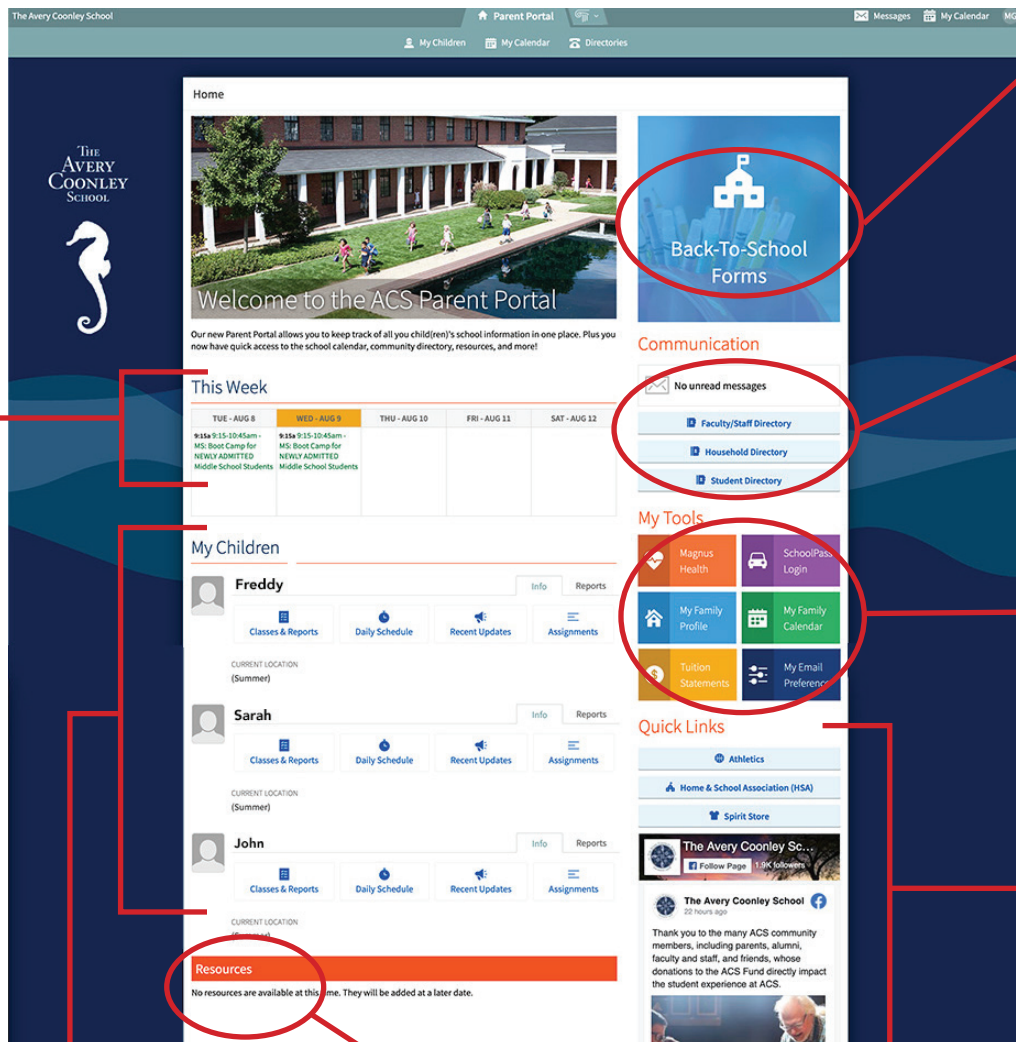 The Avery Coonley School
Parent Portal
Messages
My Calendar
MG
My Children
My Calendar
Directories
THE
AVERY
COONLEY
SCHOOL
Home
Welcome to the ACS Parent Portal
Our new Parent Portal allows you to keep track of all you child(ren)'s school information in one place. Plus you
now have quick access to the school calendar, community directory, resources, and more!
This Week
TUE - AUG 8
WED - AUG 9
THU - AUG 10
FRI - AUG 11
SAT - AUG 12
9:15a 9:15-10:45am -
MS: Boot Camp for
NEWLY ADMITTED
Middle School Students
9:15a 9:15-10:45am -
MS: Boot Camp for
NEWLY ADMITTED
Middle School Students
My Children
Freddy
Info
Reports
Classes & Reports
Daily Schedule
Recent Updates
Assignments
CURRENT LOCATION
(Summer)
Sarah
Info
Reports
Classes & Reports
Daily Schedule
Recent Updates
Assignments
CURRENT LOCATION
(Summer)
John
Info
Reports
Classes & Reports
Daily Schedule
Recent Updates
Assignments
CURRENT LOCATION
(Summer)
Resources
No resources are available at this time. They will be added at a later date.
Back-To-School
Forms
Communication
No unread messages
Faculty/Staff Directory
Household Directory
Student Directory
My Tools
Magnus
Health
SchoolPass
Login
My Family
Profile
My Family
Calendar
Tuition
Statements
My Email
Preference
Quick Links
Athletics
Home & School Association (HSA)
Spirit Store
The Avery Coonley Sc...
Follow Page
1.9K followers
The Avery Coonley School
22 hours ago
Thank you to the many ACS community
members, including parents, alumni,
faculty and staff, and friends, whose
donations to the ACS Fund directly impact
the student experience at ACS.